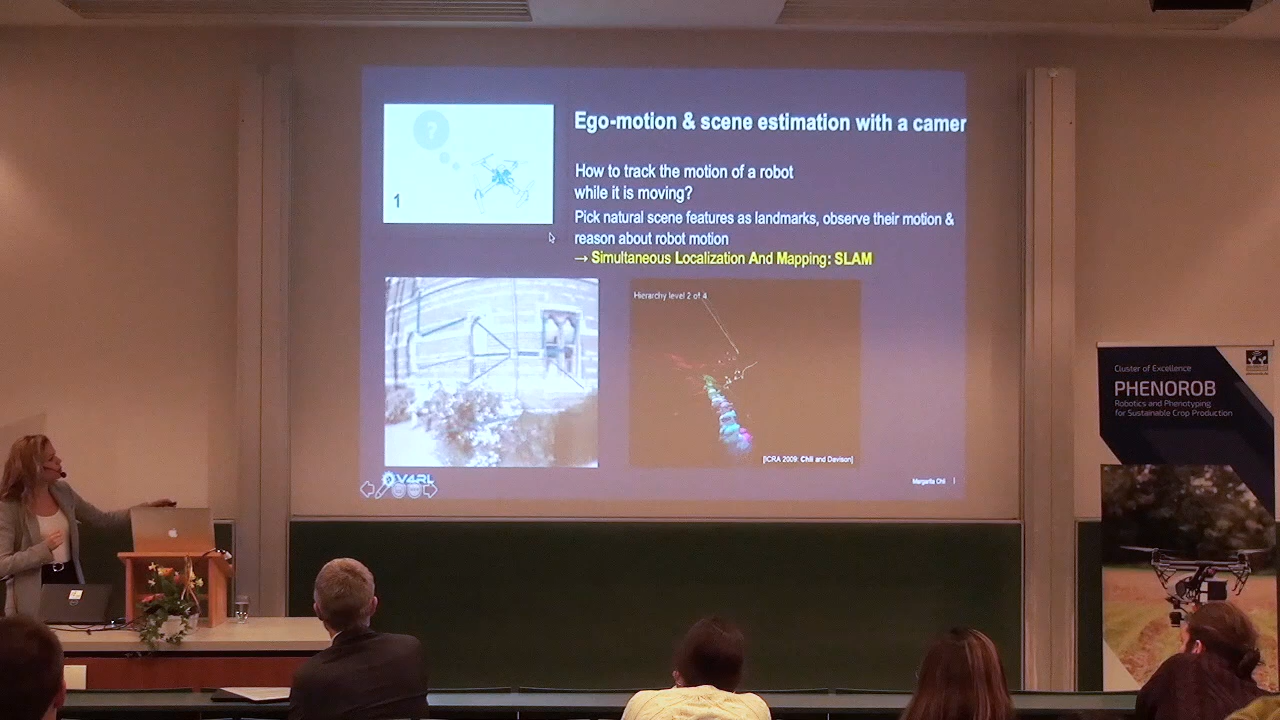 ?
1
Ego-motion & scene estimation with a camer
How to track the motion of a robot
while it is moving?
Pick natural scene features as landmarks, observe their motion &
reason about robot motion
→ Simultaneous Localization And Mapping: SLAM
Hierarchy level 2 of 4
[ICRA 2009: Chli and Davison]
V4RL
Margarita Chli
Cluster of Excellence
PHENOROB
Robotics and Phenotyping
for Sustainable Crop Production